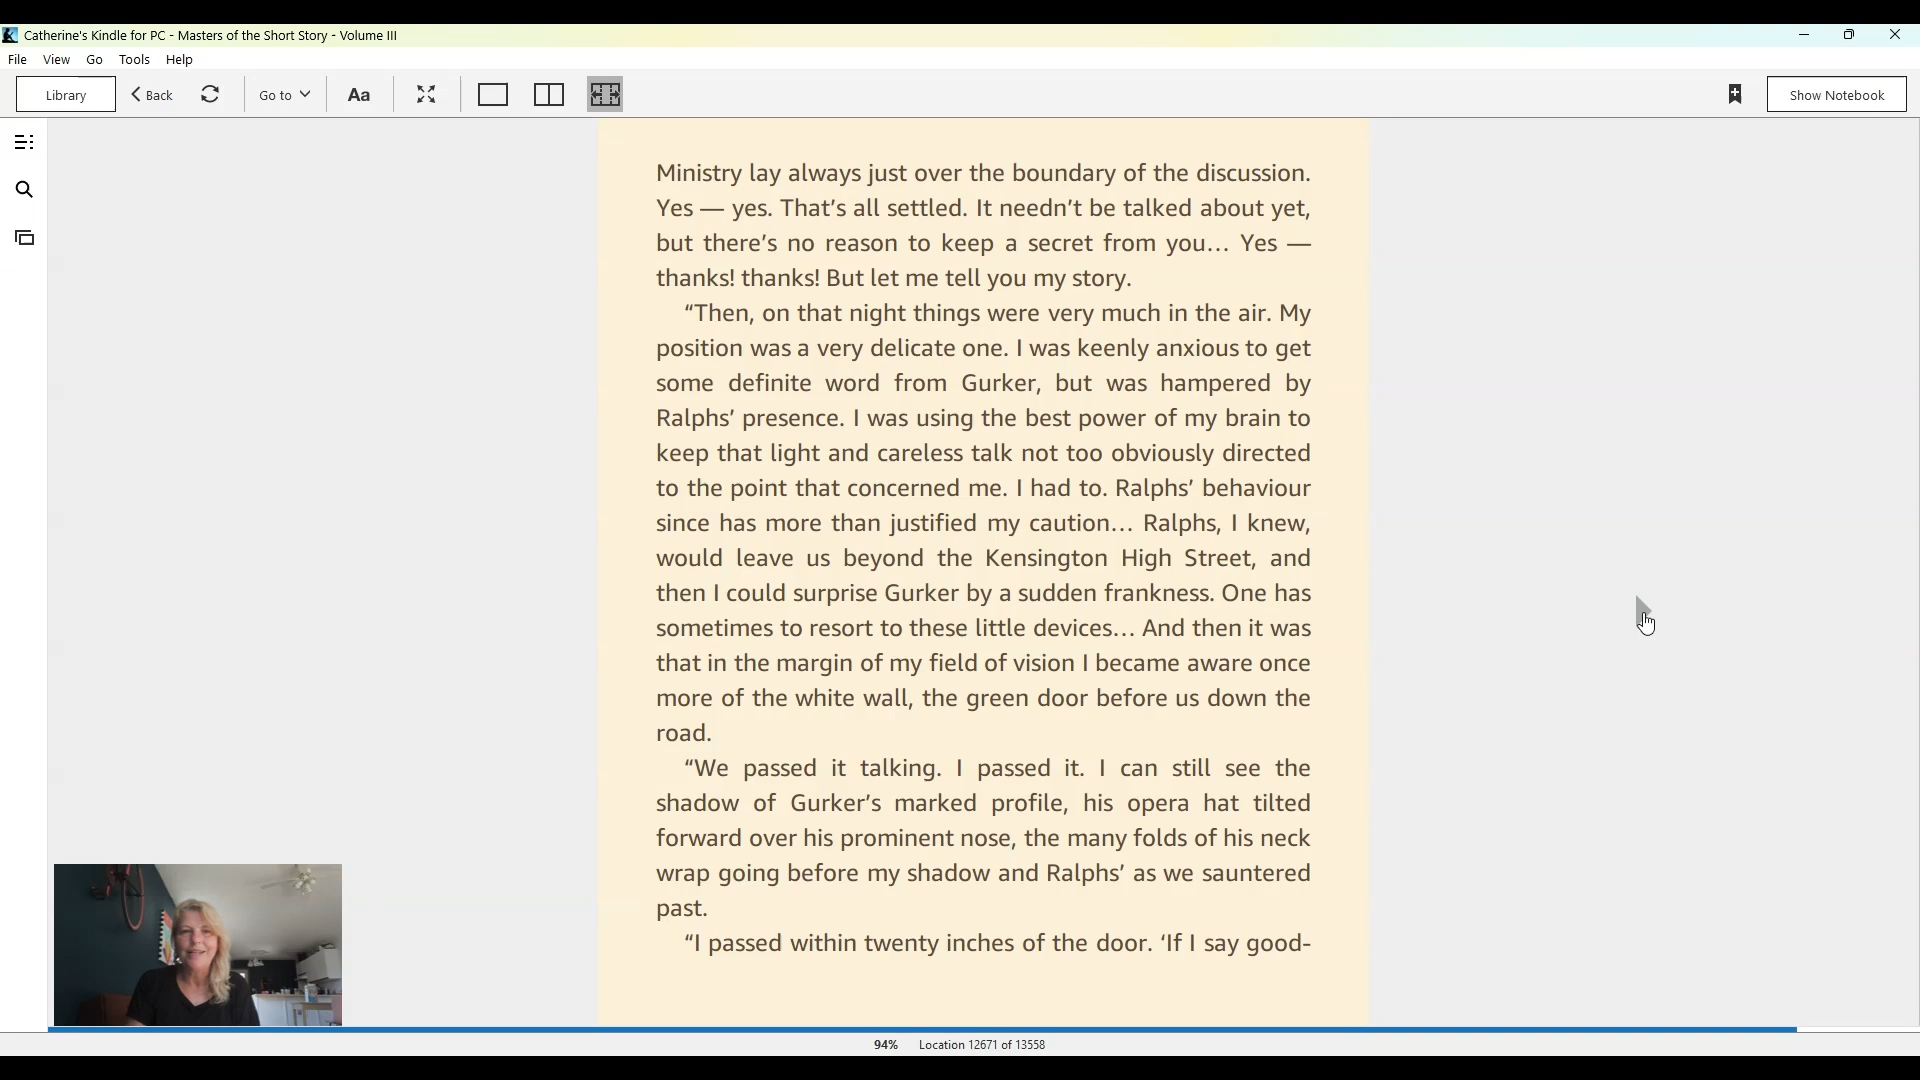 Catherine's Kindle for PC - Masters of the Short Story - Volume III
File View Go Tools Help
Library Back Go to Aa Show Notebook
Ministry lay always just over the boundary of the discussion.
Yes — yes. That’s all settled. It needn’t be talked about yet,
but there’s no reason to keep a secret from you… Yes —
thanks! thanks! But let me tell you my story.
“Then, on that night things were very much in the air. My
position was a very delicate one. I was keenly anxious to get
some definite word from Gurker, but was hampered by
Ralphs’ presence. I was using the best power of my brain to
keep that light and careless talk not too obviously directed
to the point that concerned me. I had to. Ralphs’ behaviour
since has more than justified my caution… Ralphs, I knew,
would leave us beyond the Kensington High Street, and
then I could surprise Gurker by a sudden frankness. One has
sometimes to resort to these little devices… And then it was
that in the margin of my field of vision I became aware once
more of the white wall, the green door before us down the
road.
“We passed it talking. I passed it. I can still see the
shadow of Gurker’s marked profile, his opera hat tilted
forward over his prominent nose, the many folds of his neck
wrap going before my shadow and Ralphs’ as we sauntered
past.
“I passed within twenty inches of the door. ‘If I say good-
94% Location 12671 of 13558